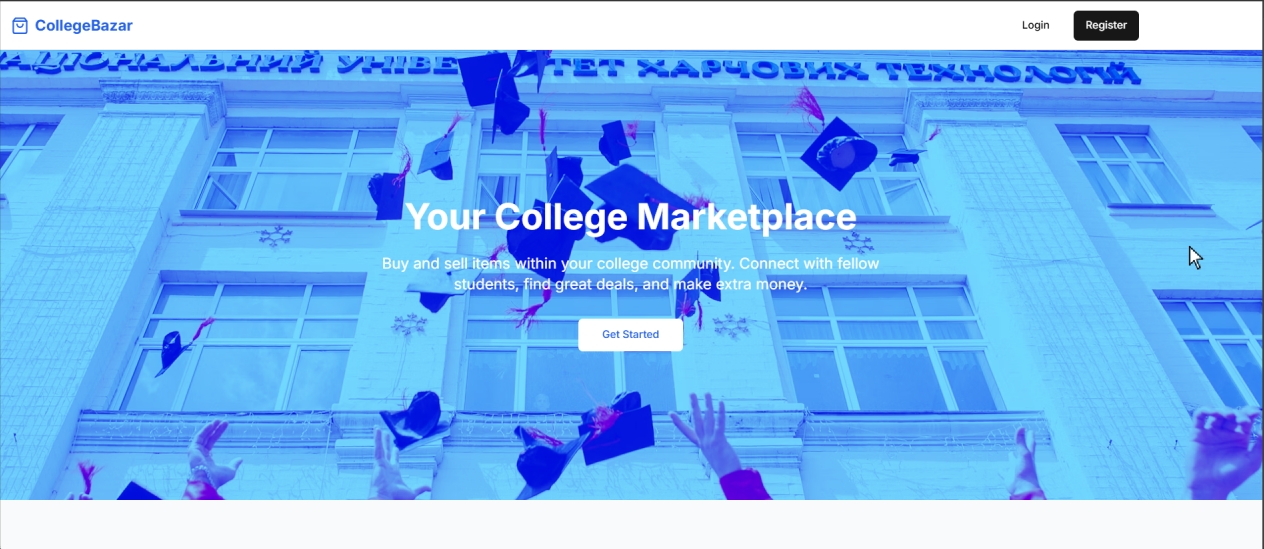 CollegeBazar
Login
Register
АЦІОНАЛЬНИЙ УНІВЕ ТЕТ ХАРЧОВИХ ТЕХНОЛОГІЙ
Your College Marketplace
Buy and sell items within your college community. Connect with fellow
students, find great deals, and make extra money.
Get Started